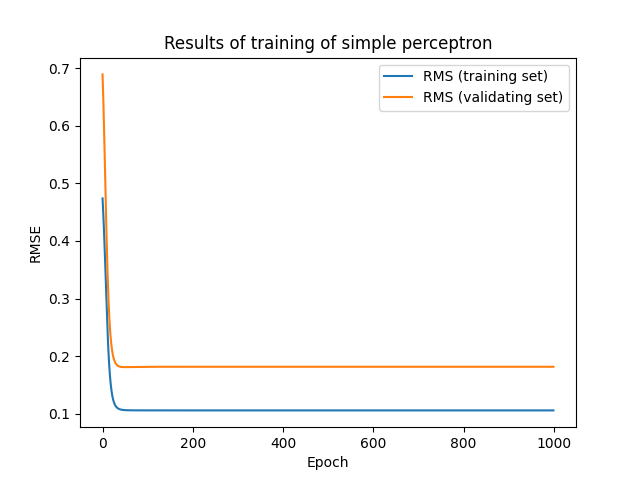 Results of training of simple perceptron
RMS (training set)
RMS (validating set)
RMSE
0.7
0.6
0.5
0.4
0.3
0.2
0.1
0 200 400 600 800 1000
Epoch